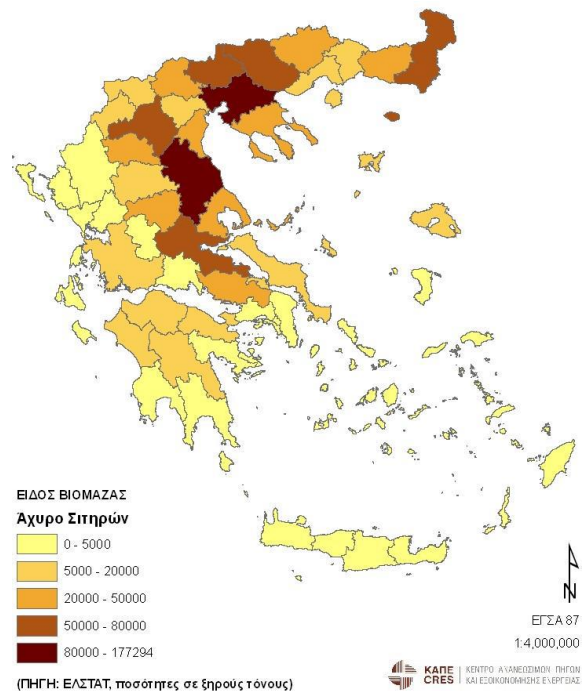 ΕΙΔΟΣ ΒΙΟΜΑΖΑΣ
Άχυρο Σιτηρών
0 - 5000
5000 - 20000
20000 - 50000
50000 - 80000
80000 - 177294
(ΠΗΓΗ: ΕΛΣΤΑΤ, ποσότητες σε ξηρούς τόνους)
N
ΕΓΣΑ 87
1:4,000,000
ΚΑΠΕ
CRES
ΚΕΝΤΡΟ ΑΝΑΝΕΩΣΙΜΩΝ ΠΗΓΩΝ
ΚΑΙ ΕΞΟΙΚΟΝΟΜΗΣΗΣ ΕΝΕΡΓΕΙΑΣ